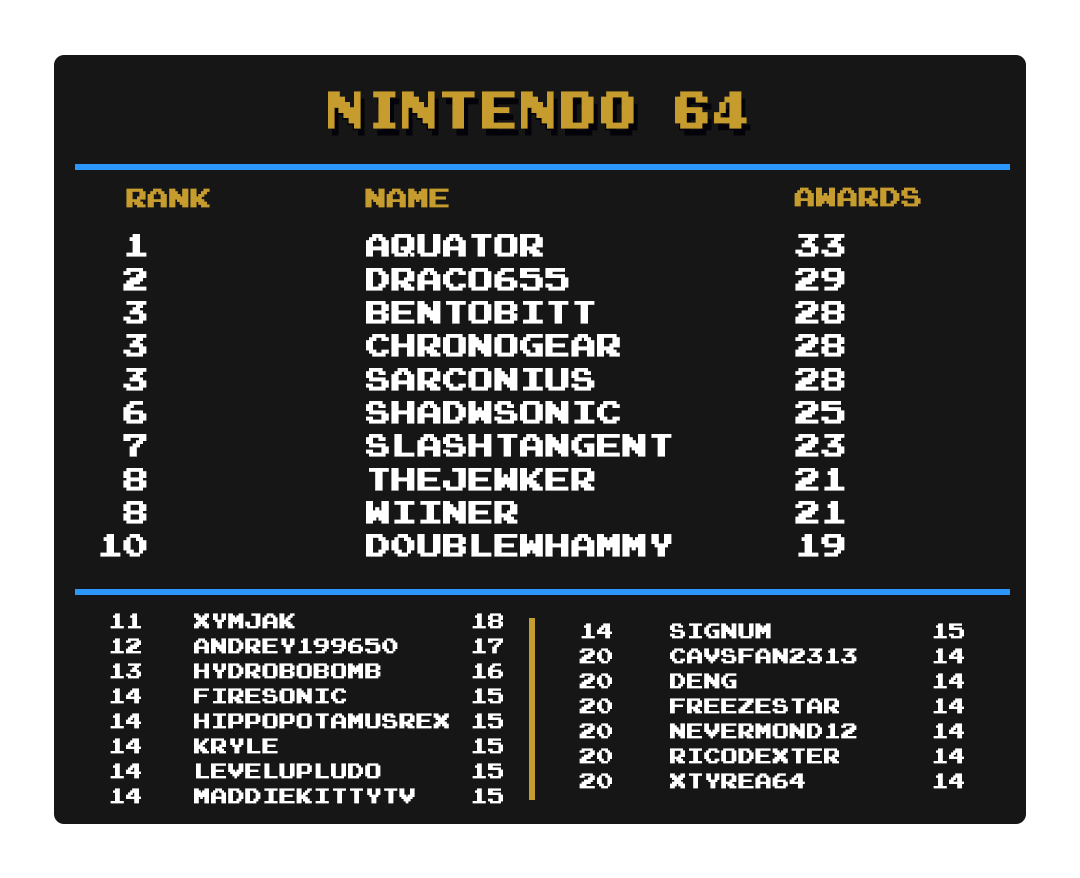 NINTENDO 64
RANK NAME AWARDS
1 AQUATOR 33
2 DRACO655 29
3 BENTOBITT 28
3 CHRONOGEAR 28
3 SARCONIUS 28
6 SHADWSONIC 25
7 SLASHTANGENT 23
8 THEJEWKER 21
8 WIINER 21
10 DOUBLEWHAMMY 19
11 XYMJAK 18
12 ANDREY199650 17
13 HYDROBOBOMB 16
14 FIRESONIC 15
14 HIPPOPOTAMUSREX 15
14 KRYLE 15
14 LEVELUPLUDO 15
14 MADDIEKITTYTV 15
14 SIGNUM 15
20 CAVSFAN2313 14
20 DENG 14
20 FREEZESTAR 14
20 NEVERMOND12 14
20 RICODEXTER 14
20 XTYREA64 14